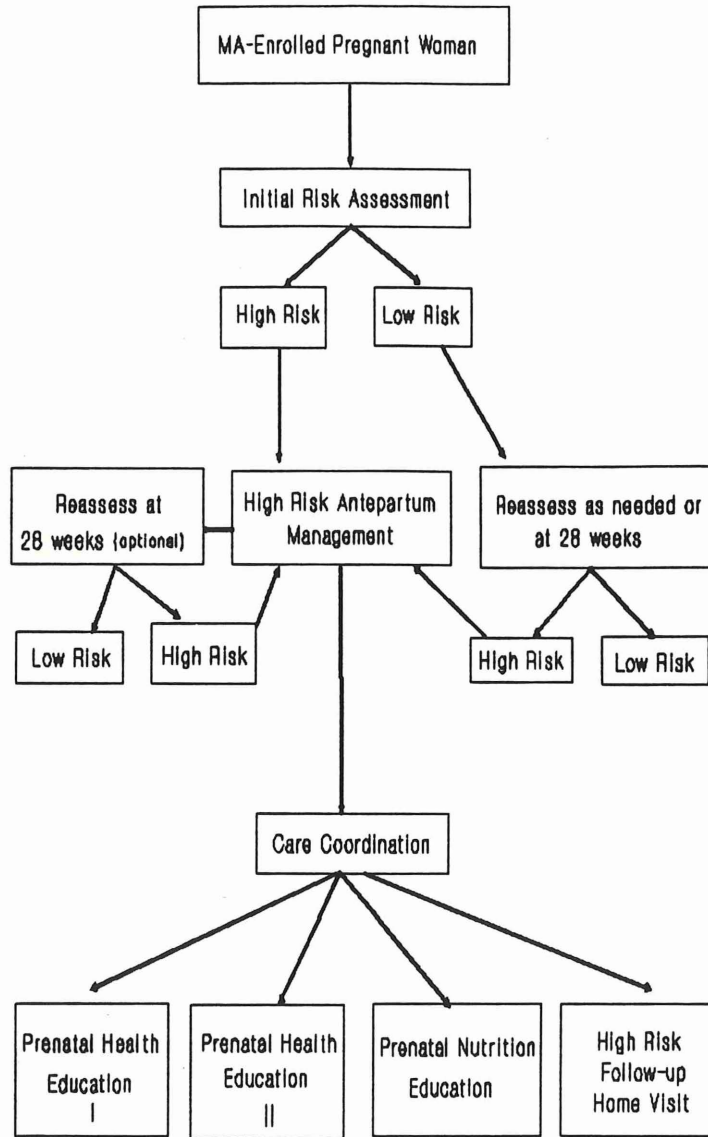 MA-Enrolled Pregnant Woman
Initial Risk Assessment
High Risk
Low Risk
Reassess at
28 weeks (optional)
High Risk Antepartum
Management
Reassess as needed or
at 28 weeks
Low Risk
High Risk
High Risk
Low Risk
Care Coordination
Prenatal Health
Education
I
Prenatal Health
Education
II
Prenatal Nutrition
Education
High Risk
Follow-up
Home Visit